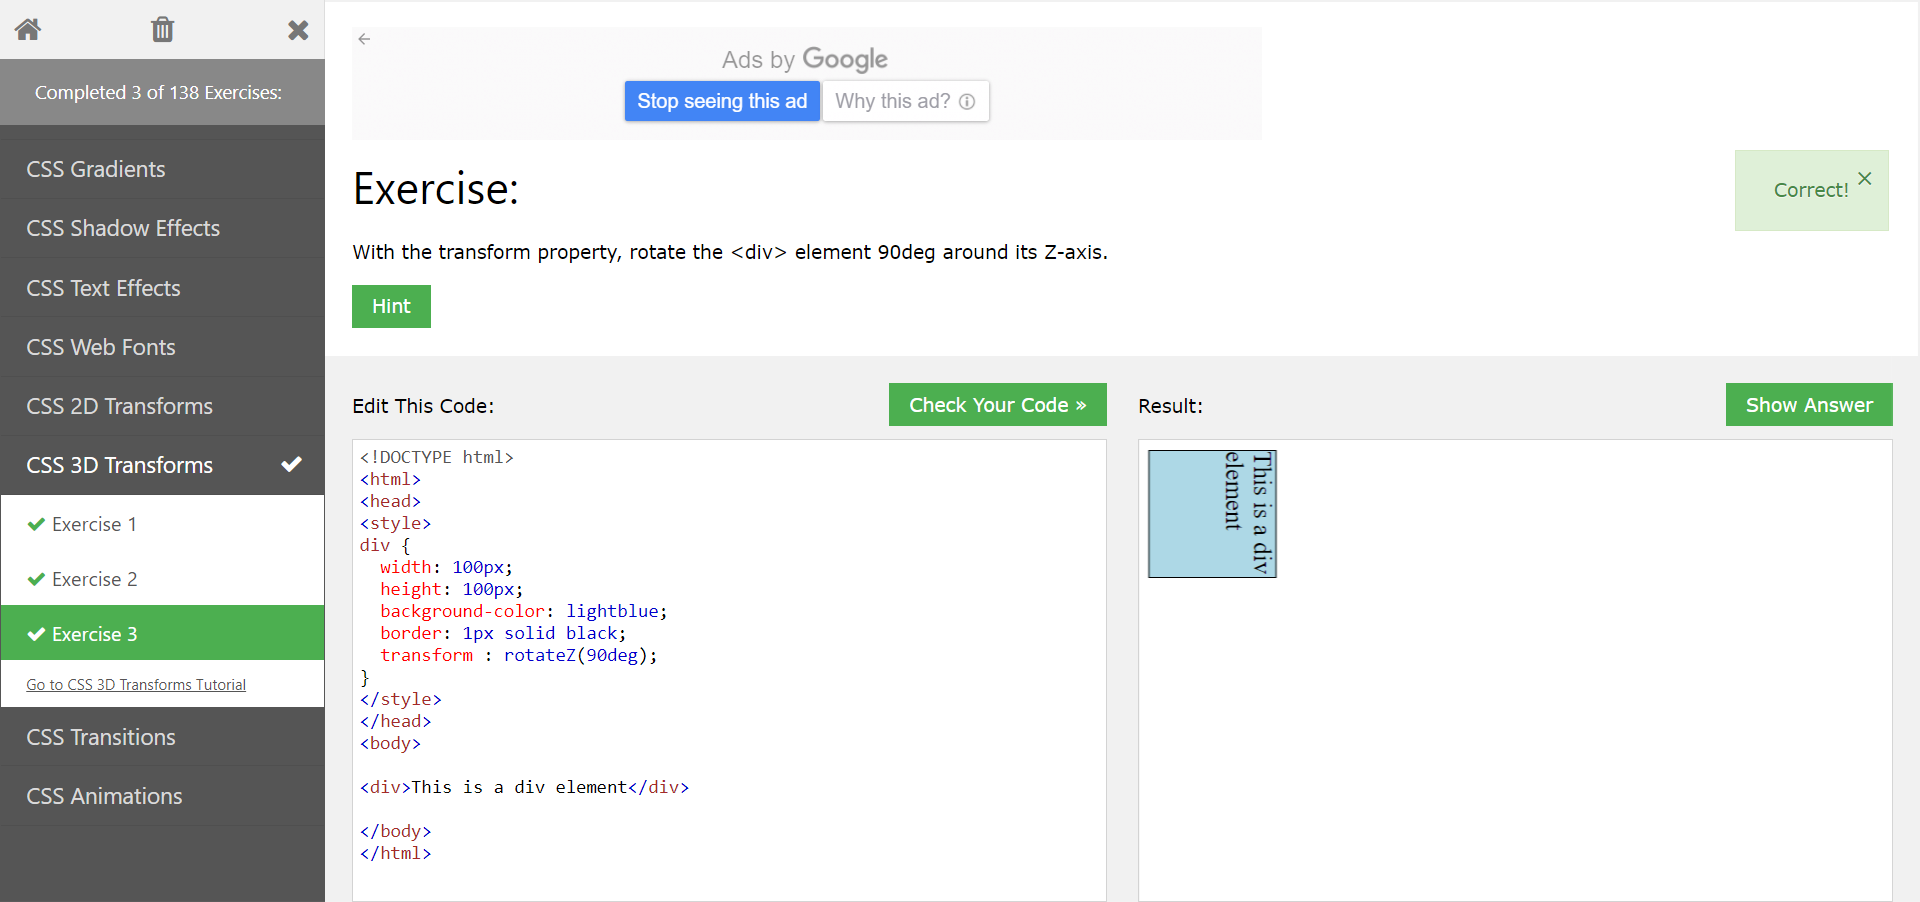 Completed 3 of 138 Exercises:
CSS Gradients
CSS Shadow Effects
CSS Text Effects
CSS Web Fonts
CSS 2D Transforms
CSS 3D Transforms
Exercise 1
Exercise 2
Exercise 3
Go to CSS 3D Transforms Tutorial
CSS Transitions
CSS Animations
Ads by Google
Stop seeing this ad
Why this ad?
Exercise:
Correct!
With the transform property, rotate the <div> element 90deg around its Z-axis.
Hint
Edit This Code:
Check Your Code »
<!DOCTYPE html>
<html>
<head>
<style>
div {
  width: 100px;
  height: 100px;
  background-color: lightblue;
  border: 1px solid black;
  transform : rotateZ(90deg);
}
</style>
</head>
<body>

<div>This is a div element</div>

</body>
</html>
Result:
Show Answer
This is a div
element